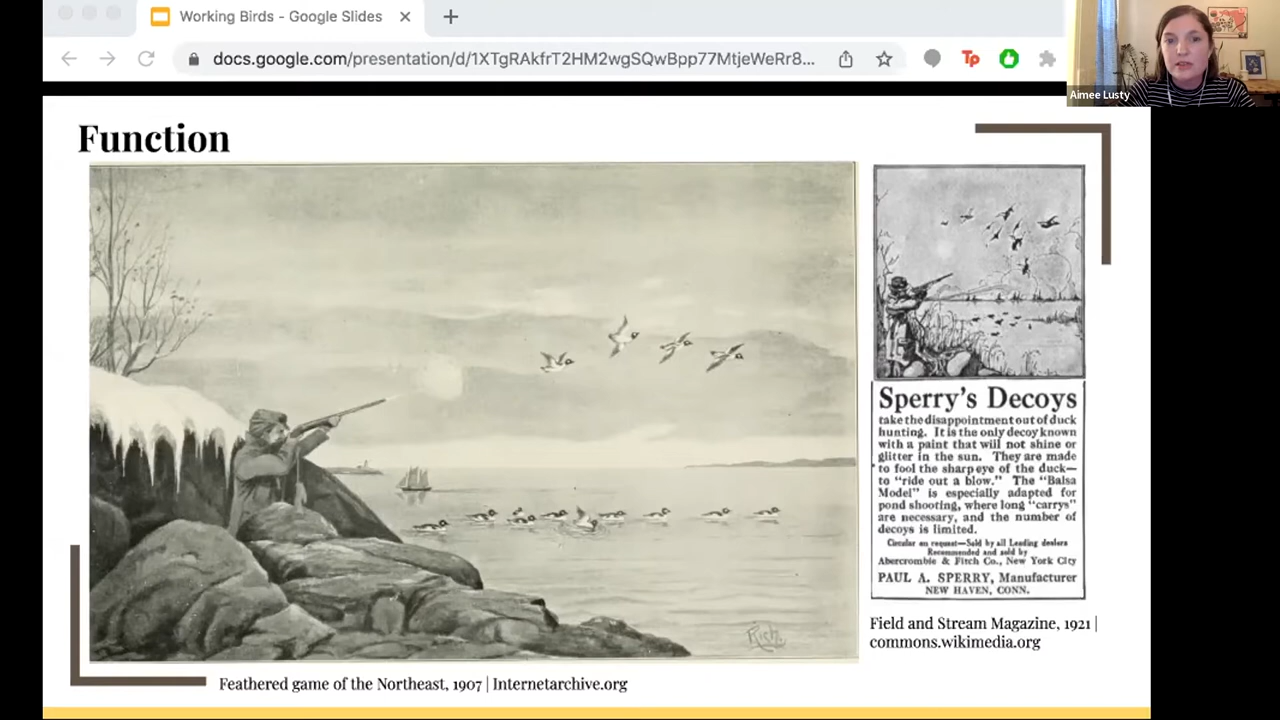 Working Birds - Google Slides
docs.google.com/presentation/d/1XTgRAkfrT2HM2wgSQwBpp77MtjeWeRr8...
Tp
Aimee Lusty
Function
Rich
Sperry's Decoys
take the disappointment out of duck
hunting. It is the only decoy known
with a paint that will not shine or
glitter in the sun. They are made
to fool the sharp eye of the duck—
to "ride out a blow." The "Balsa
Model" is especially adapted for
pond shooting, where long "carrys"
are necessary, and the number of
decoys is limited.
Circular on request—Sold by all Leading dealers
Recommended and sold by
Abercrombie & Fitch Co., New York City
PAUL A. SPERRY, Manufacturer
NEW HAVEN, CONN.
Field and Stream Magazine, 1921 |
commons.wikimedia.org
Feathered game of the Northeast, 1907 | Internetarchive.org